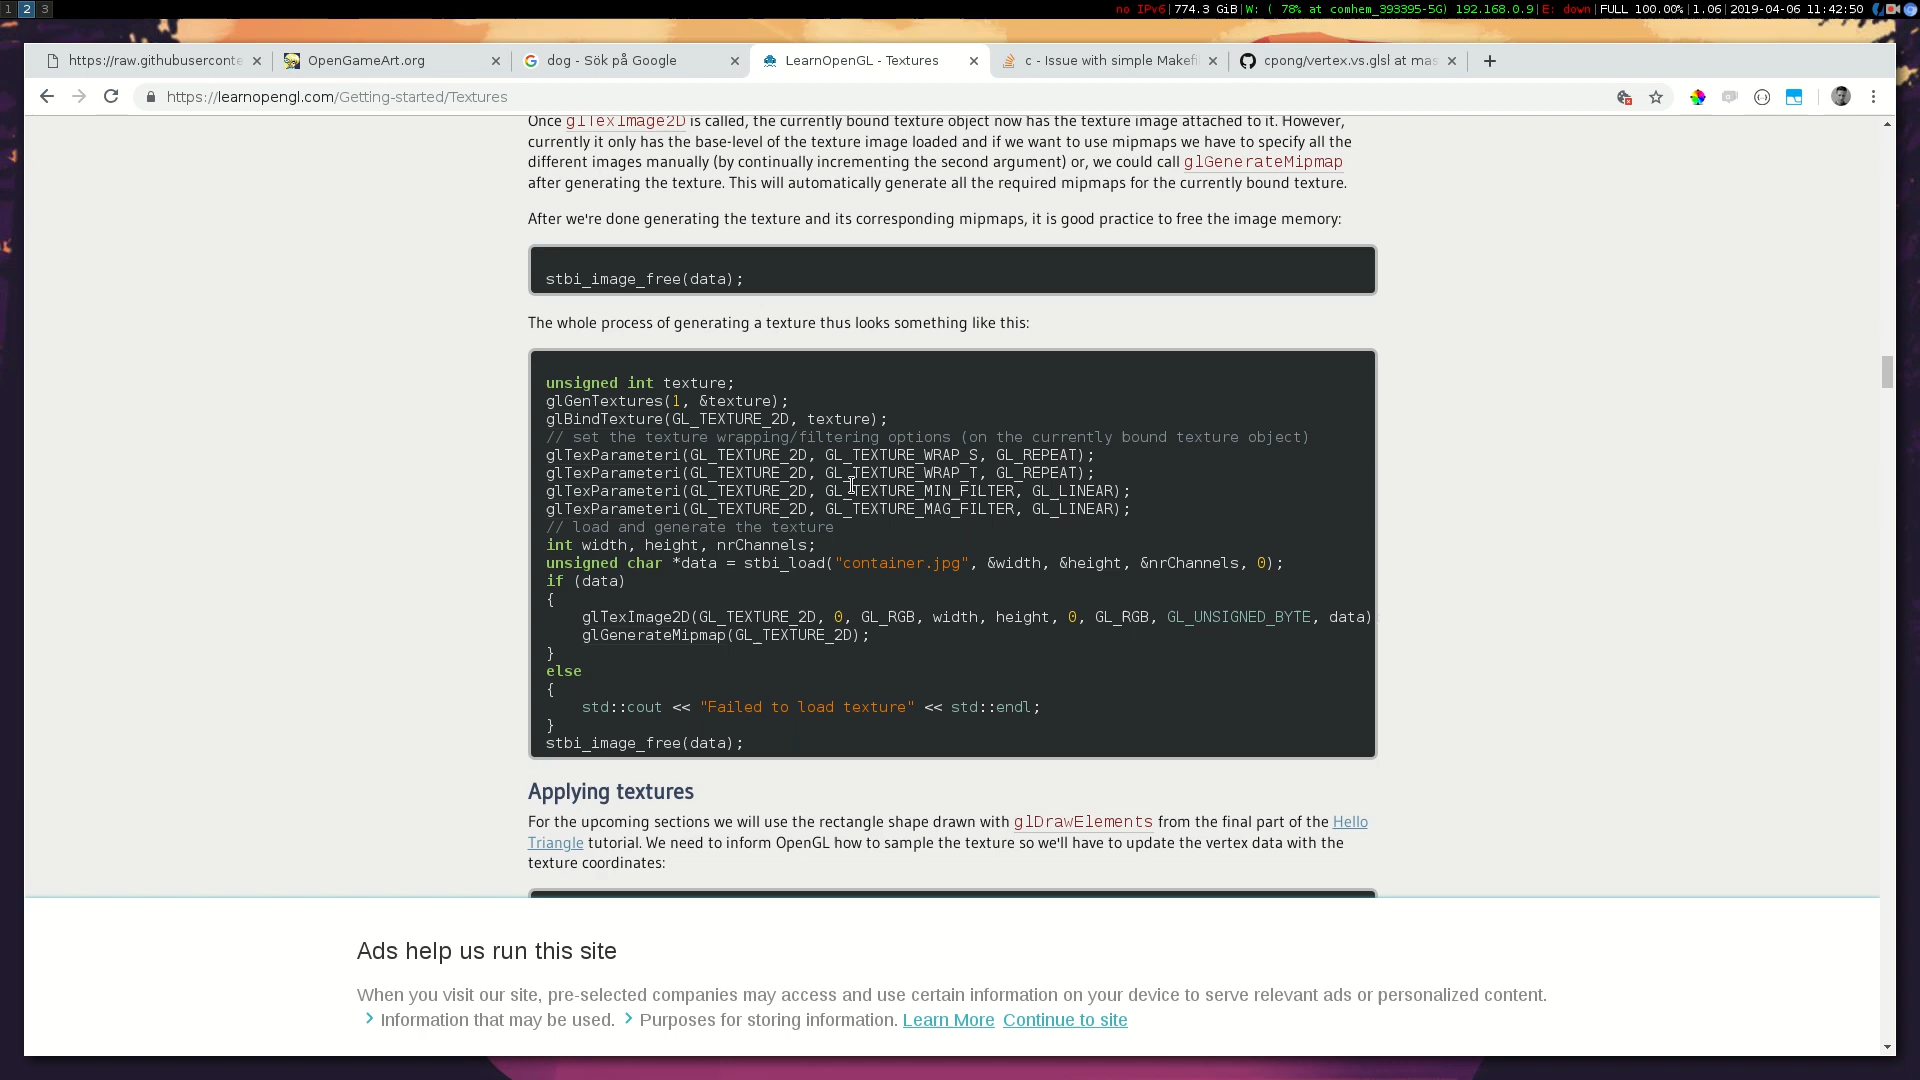 1 2 3
no IPv6|774.3 GiB|W: ( 78% at comhem_393395-5G) 192.168.0.9|E: down|FULL 100.00%|1.06|2019-04-06 11:42:50
https://raw.githubuserconte
OpenGameArt.org
dog - Sök på Google
LearnOpenGL - Textures
c - Issue with simple Makefi
cpong/vertex.vs.glsl at mas
https://learnopengl.com/Getting-started/Textures
Once glTexImage2D is called, the currently bound texture object now has the texture image attached to it. However,
currently it only has the base-level of the texture image loaded and if we want to use mipmaps we have to specify all the
different images manually (by continually incrementing the second argument) or, we could call glGenerateMipmap
after generating the texture. This will automatically generate all the required mipmaps for the currently bound texture.
After we're done generating the texture and its corresponding mipmaps, it is good practice to free the image memory:
stbi_image_free(data);
The whole process of generating a texture thus looks something like this:
unsigned int texture;
glGenTextures(1, &texture);
glBindTexture(GL_TEXTURE_2D, texture);
// set the texture wrapping/filtering options (on the currently bound texture object)
glTexParameteri(GL_TEXTURE_2D, GL_TEXTURE_WRAP_S, GL_REPEAT);
glTexParameteri(GL_TEXTURE_2D, GL_TEXTURE_WRAP_T, GL_REPEAT);
glTexParameteri(GL_TEXTURE_2D, GL_TEXTURE_MIN_FILTER, GL_LINEAR);
glTexParameteri(GL_TEXTURE_2D, GL_TEXTURE_MAG_FILTER, GL_LINEAR);
// load and generate the texture
int width, height, nrChannels;
unsigned char *data = stbi_load("container.jpg", &width, &height, &nrChannels, 0);
if (data)
{
    glTexImage2D(GL_TEXTURE_2D, 0, GL_RGB, width, height, 0, GL_RGB, GL_UNSIGNED_BYTE, data)
    glGenerateMipmap(GL_TEXTURE_2D);
}
else
{
    std::cout << "Failed to load texture" << std::endl;
}
stbi_image_free(data);
Applying textures
For the upcoming sections we will use the rectangle shape drawn with glDrawElements from the final part of the Hello
Triangle tutorial. We need to inform OpenGL how to sample the texture so we'll have to update the vertex data with the
texture coordinates:
Ads help us run this site
When you visit our site, pre-selected companies may access and use certain information on your device to serve relevant ads or personalized content.
Information that may be used. Purposes for storing information. Learn More Continue to site